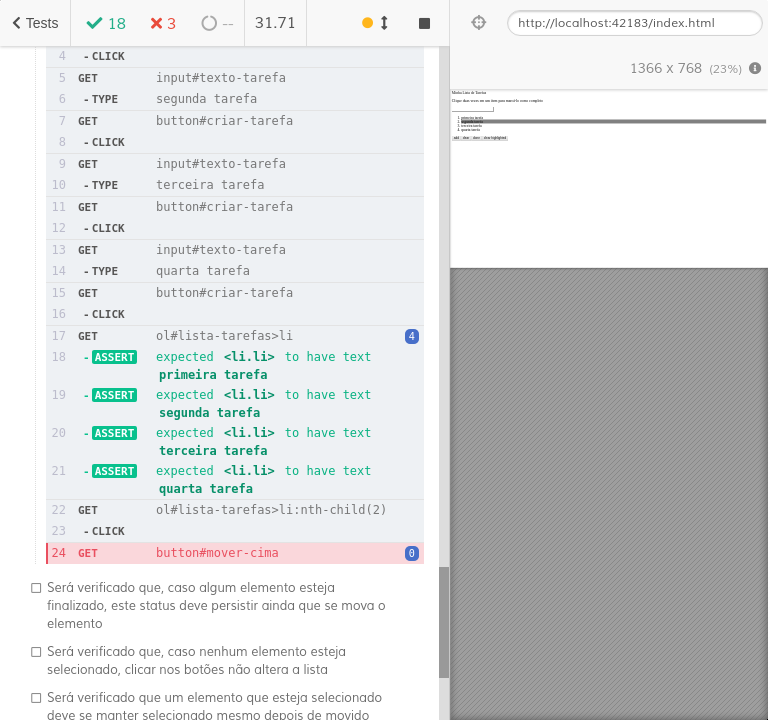 Tests 18 3 -- 31.71
http://localhost:42183/index.html
1366 x 768 (23%)
4 - CLICK
5 GET input#texto-tarefa
6 - TYPE segunda tarefa
7 GET button#criar-tarefa
8 - CLICK
9 GET input#texto-tarefa
10 - TYPE terceira tarefa
11 GET button#criar-tarefa
12 - CLICK
13 GET input#texto-tarefa
14 - TYPE quarta tarefa
15 GET button#criar-tarefa
16 - CLICK
17 GET ol#lista-tarefas>li 4
18 - ASSERT expected <li.li> to have text
primeira tarefa
19 - ASSERT expected <li.li> to have text
segunda tarefa
20 - ASSERT expected <li.li> to have text
terceira tarefa
21 - ASSERT expected <li.li> to have text
quarta tarefa
22 GET ol#lista-tarefas>li:nth-child(2)
23 - CLICK
24 GET button#mover-cima 0
Será verificado que, caso algum elemento esteja
finalizado, este status deve persistir ainda que se mova o
elemento
Será verificado que, caso nenhum elemento esteja
selecionado, clicar nos botões não altera a lista
Será verificado que um elemento que esteja selecionado
deve se manter selecionado mesmo depois de movido
Minha Lista de Tarefas
1. primeira tarefa
2. segunda tarefa
3. terceira tarefa
4. quarta tarefa